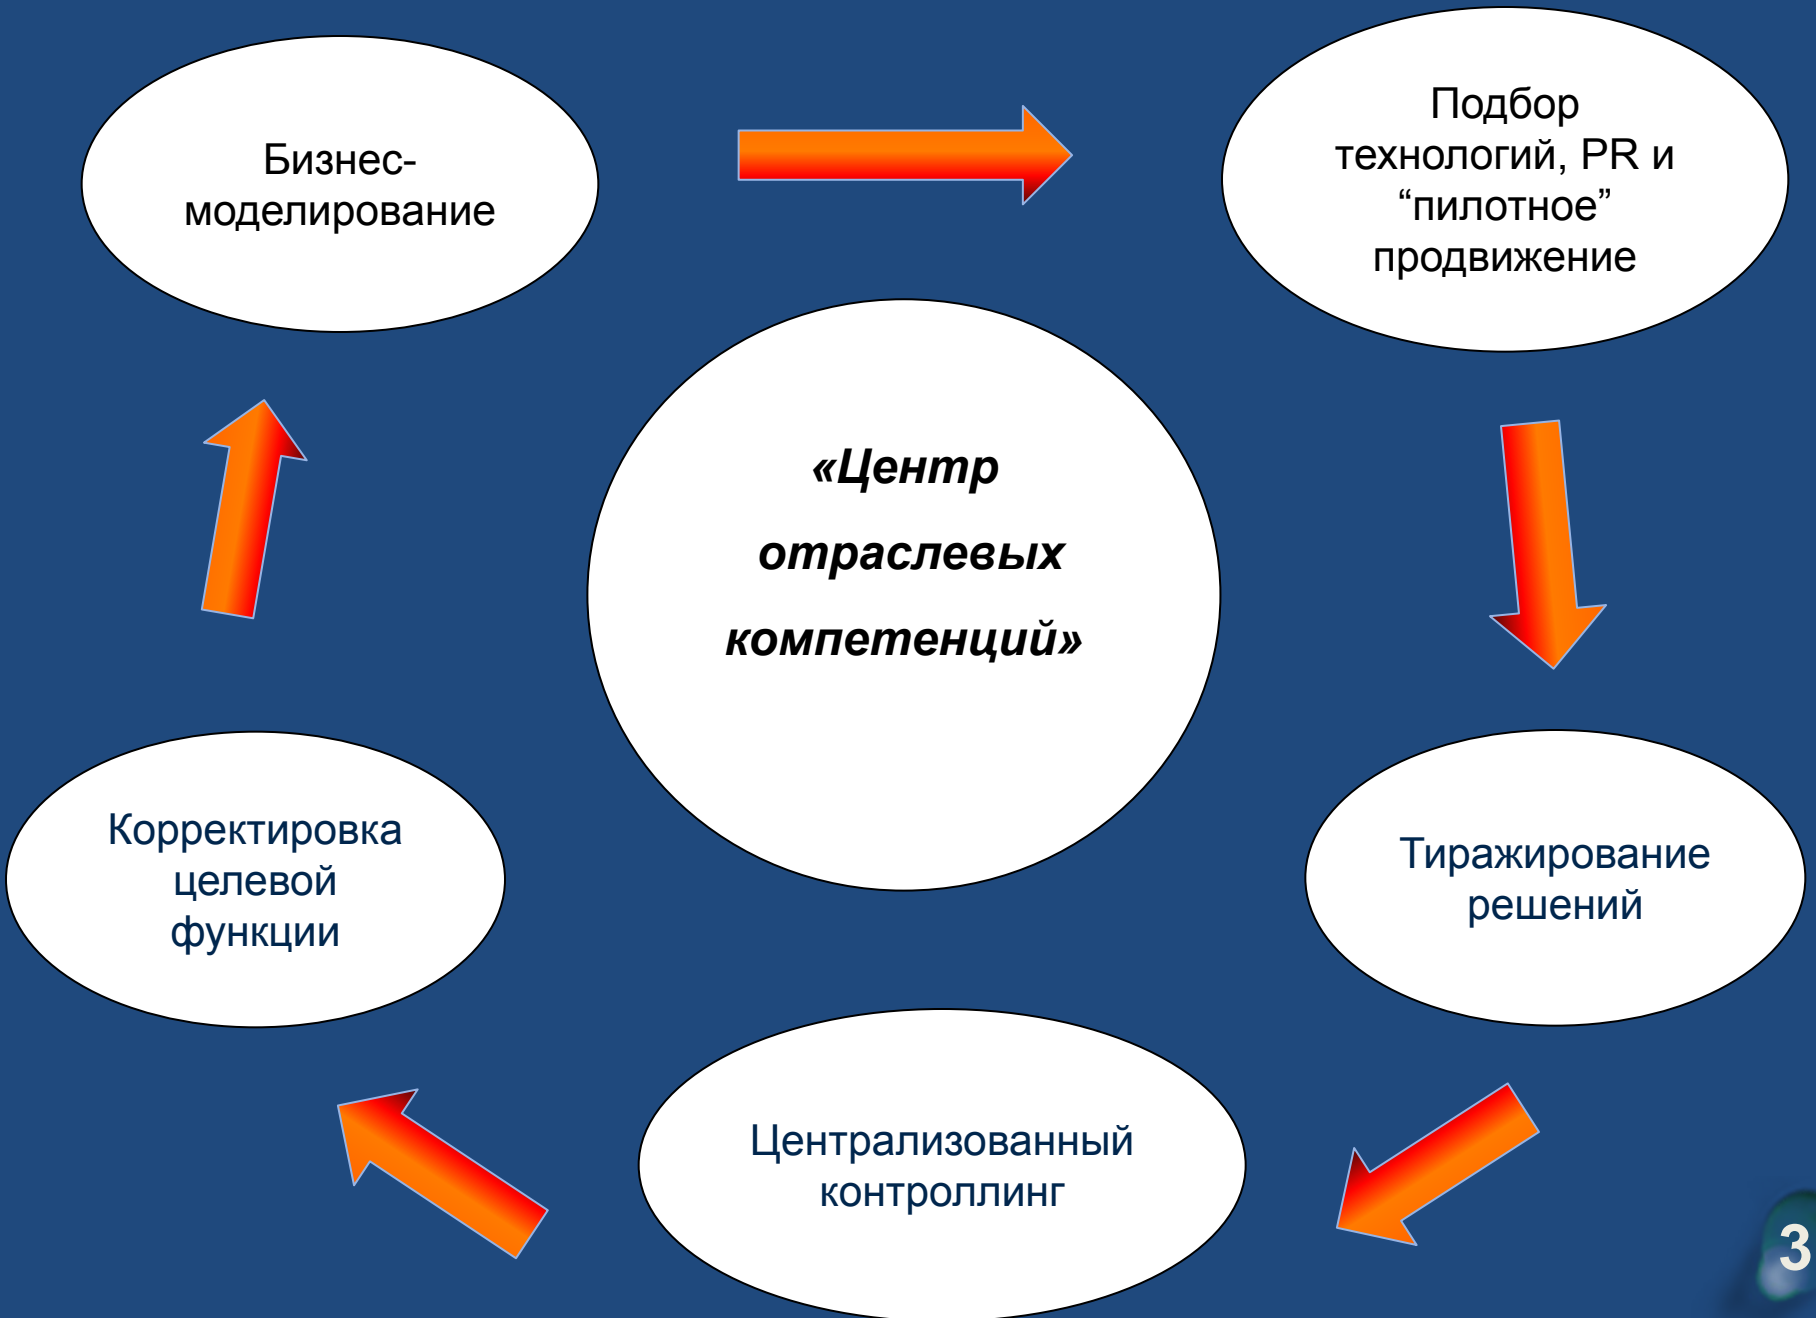 Бизнес-
моделирование
Подбор
технологий, PR и
“пилотное”
продвижение
«Центр
отраслевых
компетенций»
Корректировка
целевой
функции
Тиражирование
решений
Централизованный
контроллинг
3